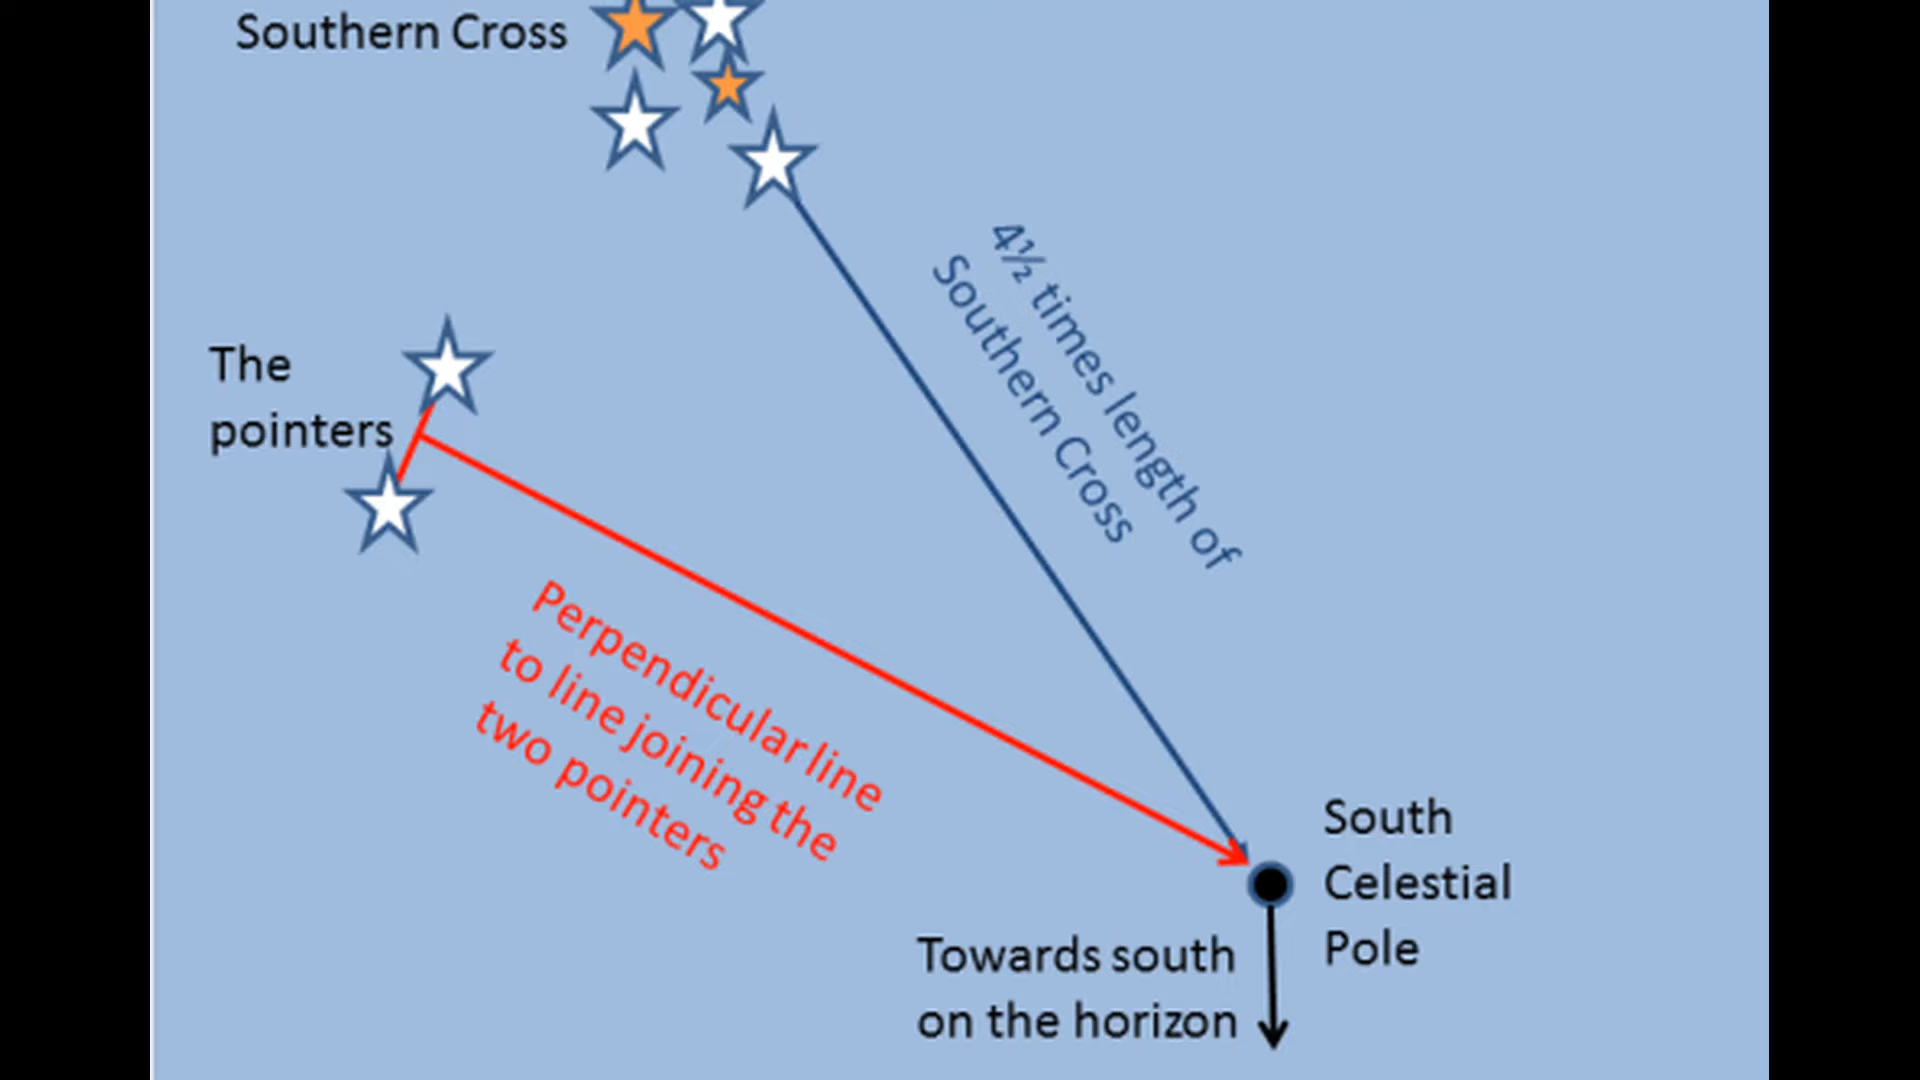 Southern Cross
4½ times length of
Southern Cross
The
pointers
Perpendicular line
to line joining the
two pointers
South
Celestial
Pole
Towards south
on the horizon